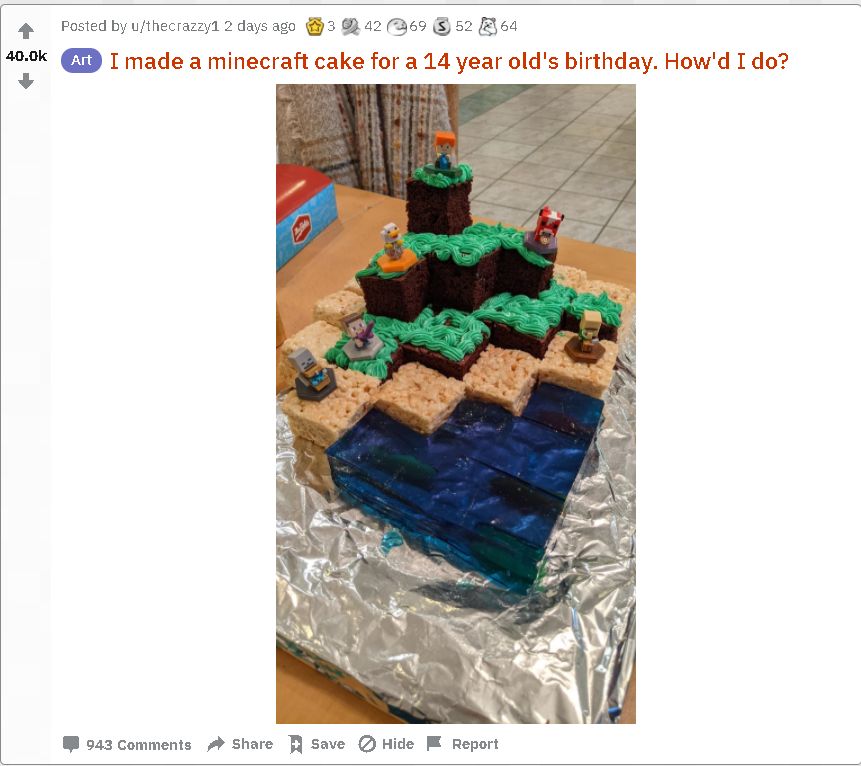 Posted by u/thecrazzy1 2 days ago 3 42 69 52 64
40.0k
Art I made a minecraft cake for a 14 year old's birthday. How'd I do?
943 Comments Share Save Hide Report